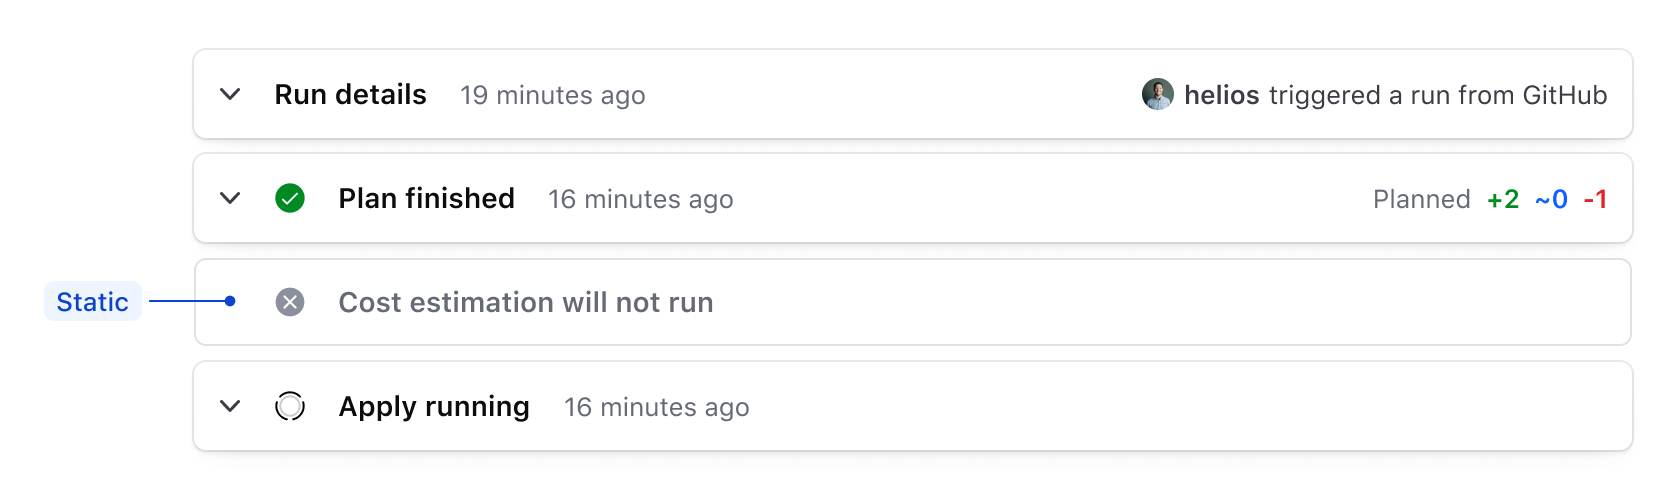 Run details 19 minutes ago helios triggered a run from GitHub
Plan finished 16 minutes ago Planned +2 ~0 -1
Static Cost estimation will not run
Apply running 16 minutes ago